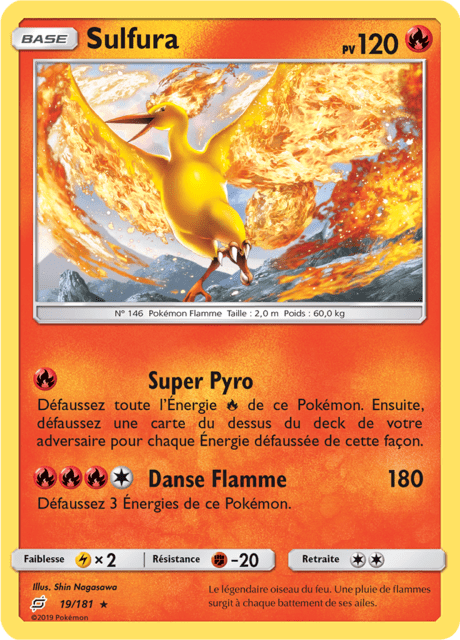 BASE Sulfura PV 120
N° 146 Pokémon Flamme Taille : 2,0 m Poids : 60,0 kg
Super Pyro
Défaussez toute l'Énergie de ce Pokémon. Ensuite,
défaussez une carte du dessus du deck de votre
adversaire pour chaque Énergie défaussée de cette façon.
Danse Flamme 180
Défaussez 3 Énergies de ce Pokémon.
Faiblesse × 2 Résistance -20 Retraite
Illus. Shin Nagasawa
19/181 ★
©2019 Pokémon
Le légendaire oiseau du feu. Une pluie de flammes
surgit à chaque battement de ses ailes.